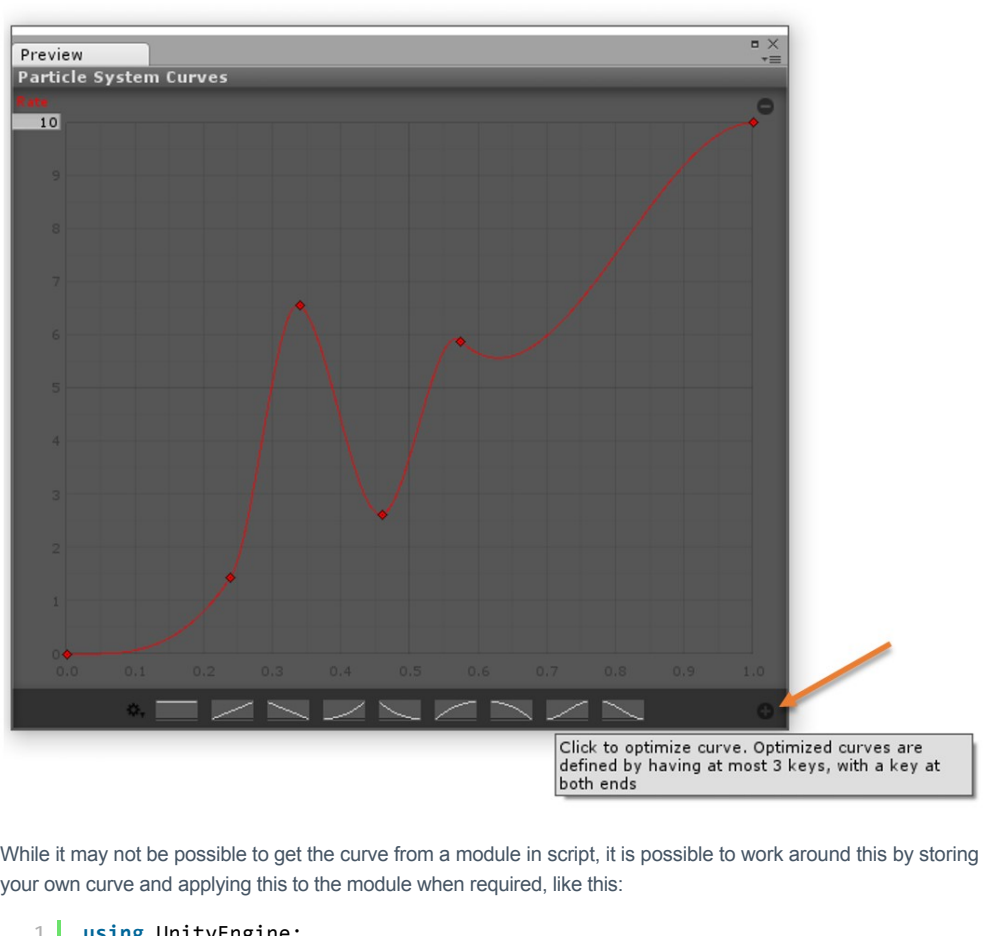 Preview
Particle System Curves
Rate
10
9
8
7
6
5
4
3
2
1
0
0.0 0.1 0.2 0.3 0.4 0.5 0.6 0.7 0.8 0.9 1.0
Click to optimize curve. Optimized curves are
defined by having at most 3 keys, with a key at
both ends
While it may not be possible to get the curve from a module in script, it is possible to work around this by storing
your own curve and applying this to the module when required, like this:
1 using UnityEngine;